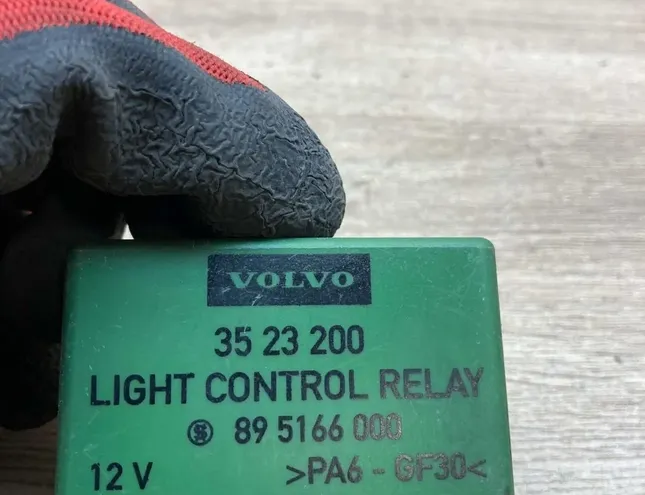 VOLVO
35 23 200
LIGHT CONTROL RELAY
89 5166 000
12 V >PA6 - GF30<